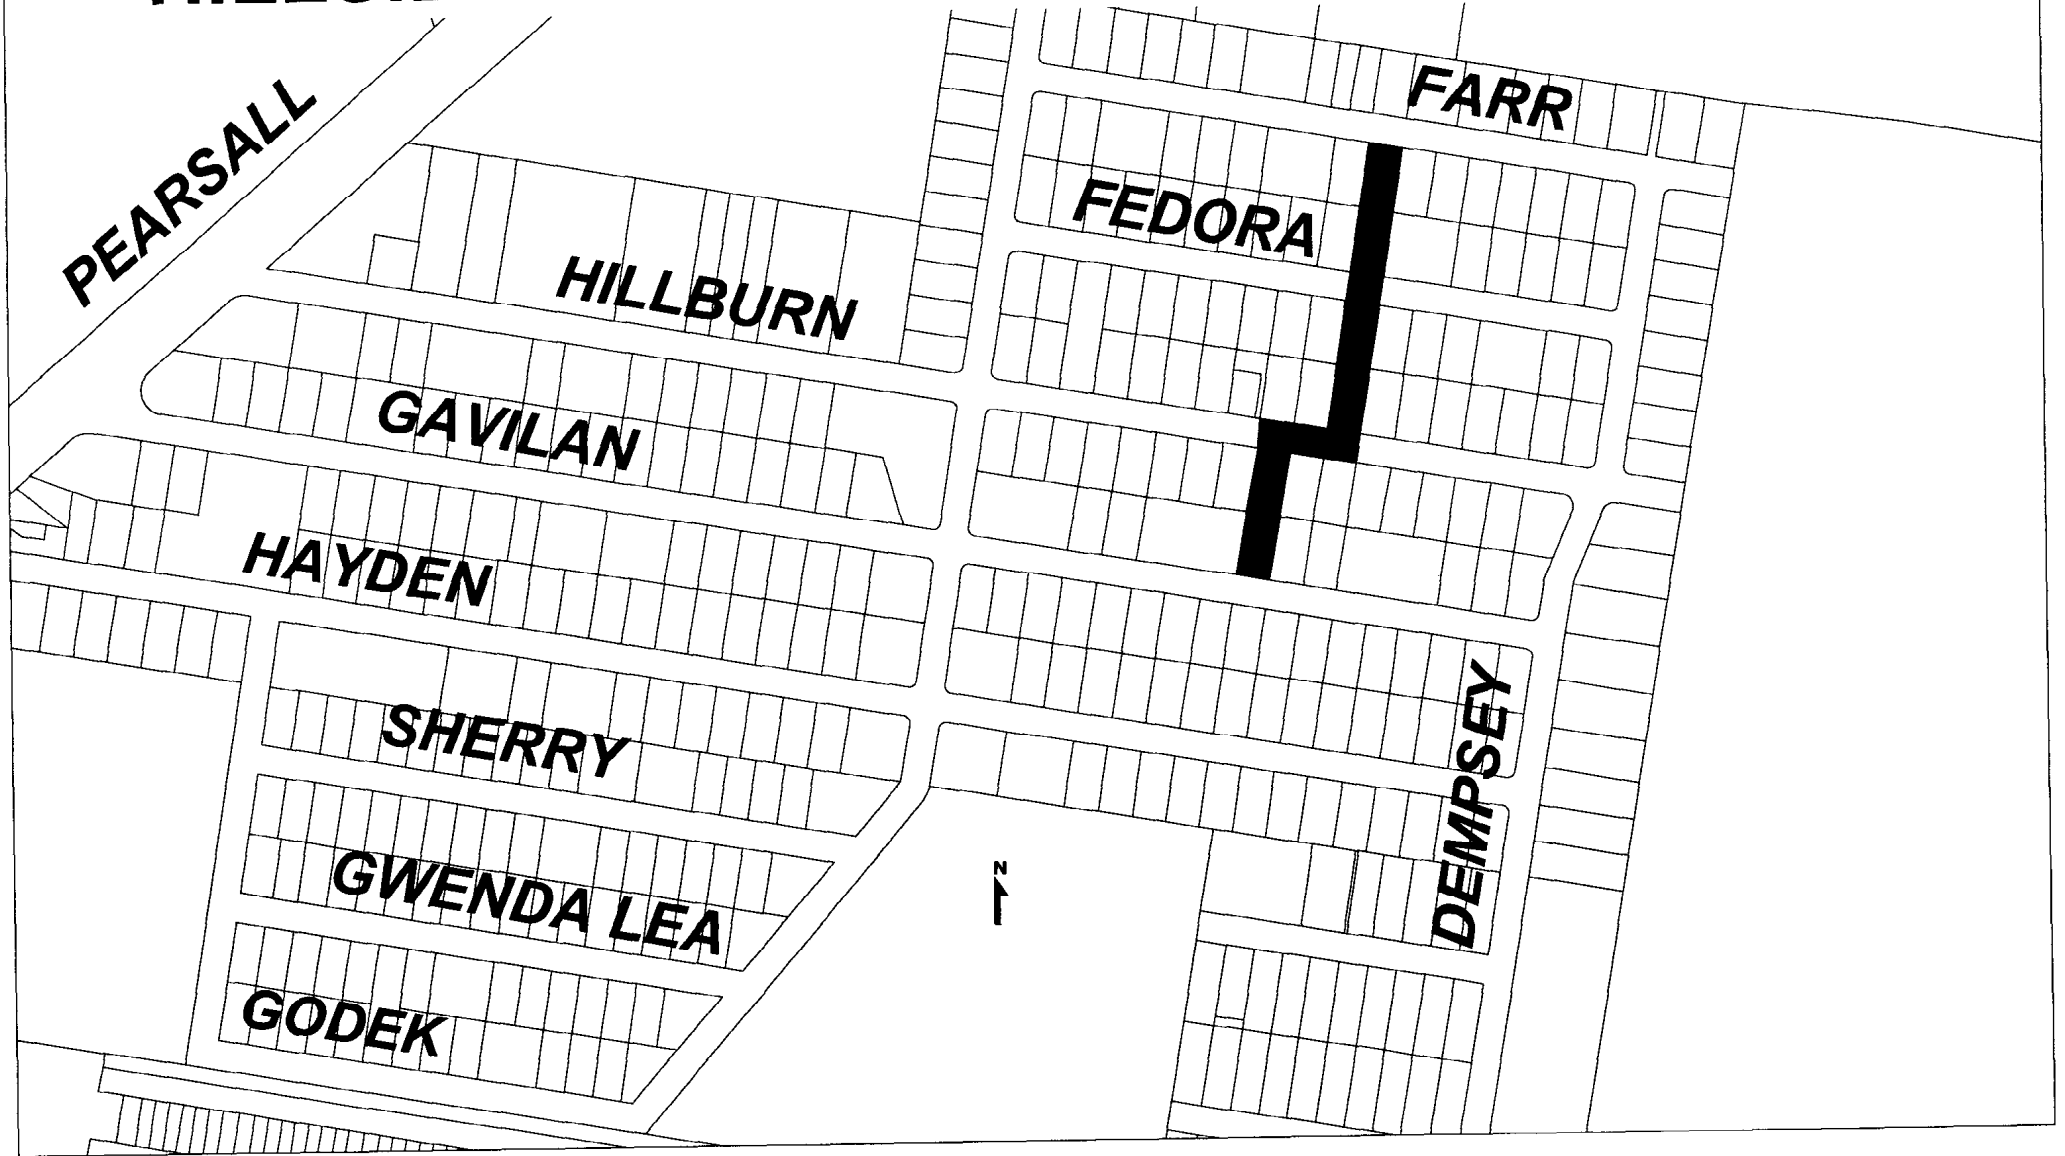 FARR
PEARSALL
FEDORA
HILLBURN
GAVILAN
HAYDEN
SHERRY
DEMPSEY
GWENDA LEA
N
GODEK